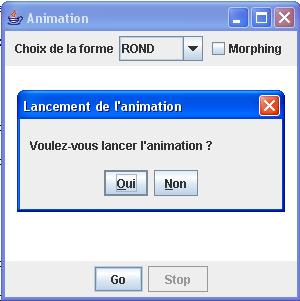 Animation
Choix de la forme ROND Morphing
Lancement de l'animation
Voulez-vous lancer l'animation ?
Oui Non
Go Stop